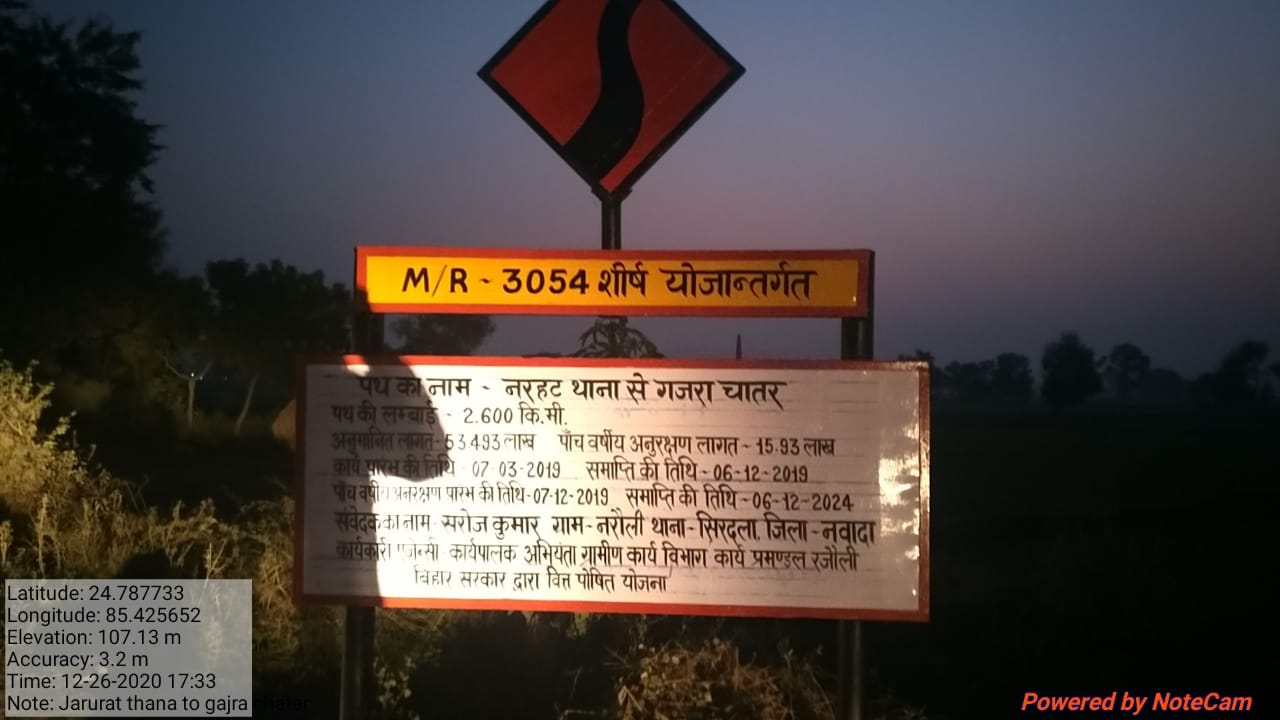 M/R - 3054 शीर्ष योजान्तर्गत
पथ का नाम - नरहट थाना से गजरा चातर
पथ की लम्बाई - 2.600 कि.मी.
अनुमानित लागत- 53.493 लाख पाँच वर्षीय अनुरक्षण लागत - 15.93 लाख
कार्य पारंभ की तिथि - 07-03-2019 समाप्ति की तिथि - 06-12-2019
पाँच वर्षीय अनरक्षण पारंभ की तिथि-07-12-2019 समाप्ति की तिथि-06-12-2024
संवेदक का नाम - सरोज कुमार, ग्राम- नरौली थाना- सिरदला, जिला - नवादा
कार्यकारी एजेन्सी - कार्यपालक अभियंता ग्रामीण कार्य विभाग कार्य प्रमण्डल रजौली
बिहार सरकार द्वारा वित्त पोषित योजना
Latitude: 24.787733
Longitude: 85.425652
Elevation: 107.13 m
Accuracy: 3.2 m
Time: 12-26-2020 17:33
Note: Jarurat thana to gajra chatar
Powered by NoteCam